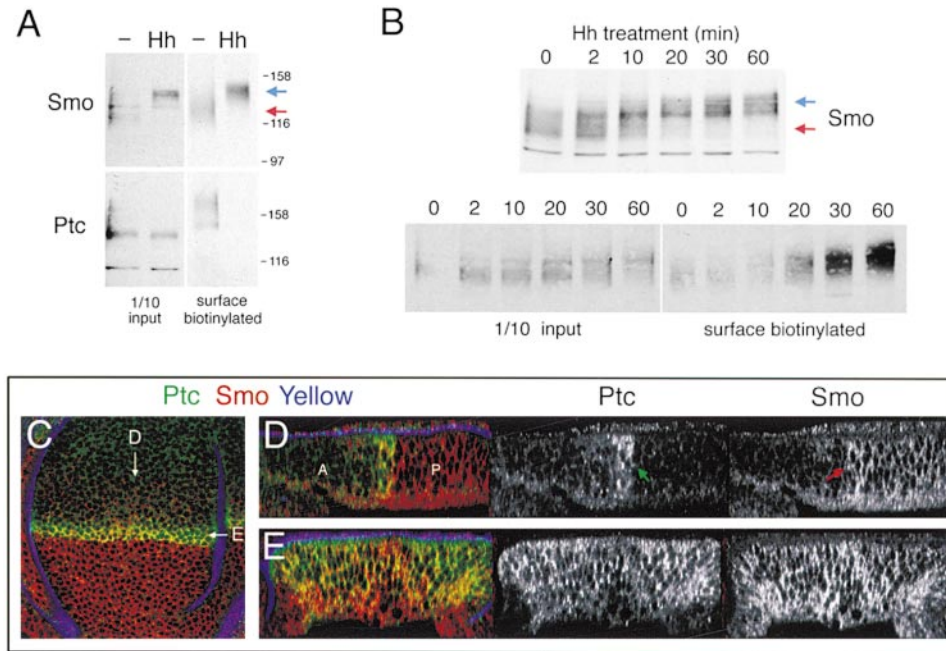 A
– Hh – Hh
Smo
-158
116
-97
Ptc
-158
116
1/10 input
surface biotinylated
B
Hh treatment (min)
0 2 10 20 30 60
Smo
0 2 10 20 30 60 0 2 10 20 30 60
1/10 input surface biotinylated
Ptc Smo Yellow Ptc Smo
C
D
E
D
A P
E